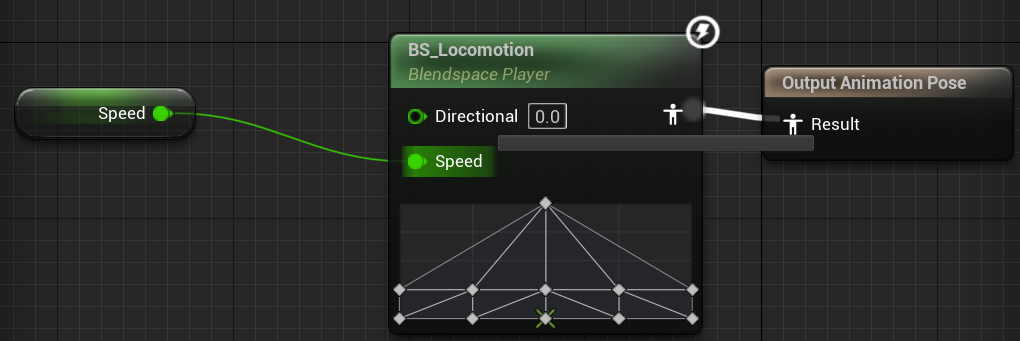 Speed
BS_Locomotion
Blendspace Player
Directional 0.0
Speed
Output Animation Pose
Result